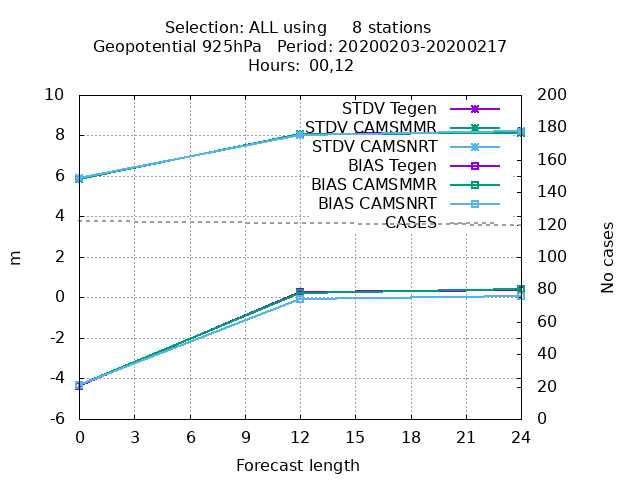 Selection: ALL using     8 stations
Geopotential 925hPa   Period: 20200203-20200217
Hours:  00,12
STDV Tegen
STDV CAMSMMR
STDV CAMSNRT
BIAS Tegen
BIAS CAMSMMR
BIAS CAMSNRT
CASES
10
8
6
4
2
0
-2
-4
-6
m
200
180
160
140
120
100
80
60
40
20
0
No cases
0 3 6 9 12 15 18 21 24
Forecast length